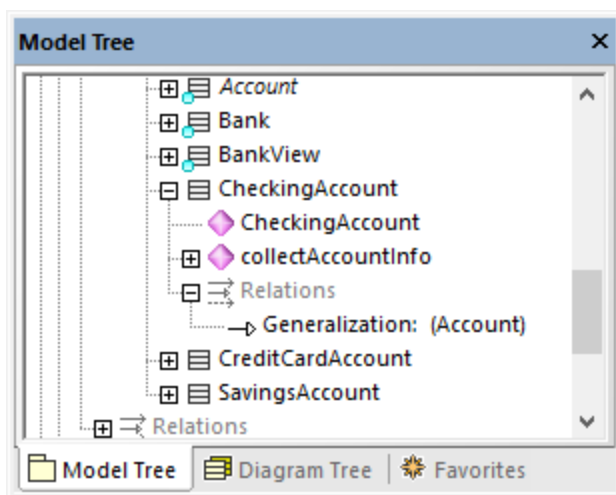 Model Tree
Account
Bank
BankView
CheckingAccount
CheckingAccount
collectAccountInfo
Relations
Generalization: (Account)
CreditCardAccount
SavingsAccount
Relations
Model Tree Diagram Tree Favorites